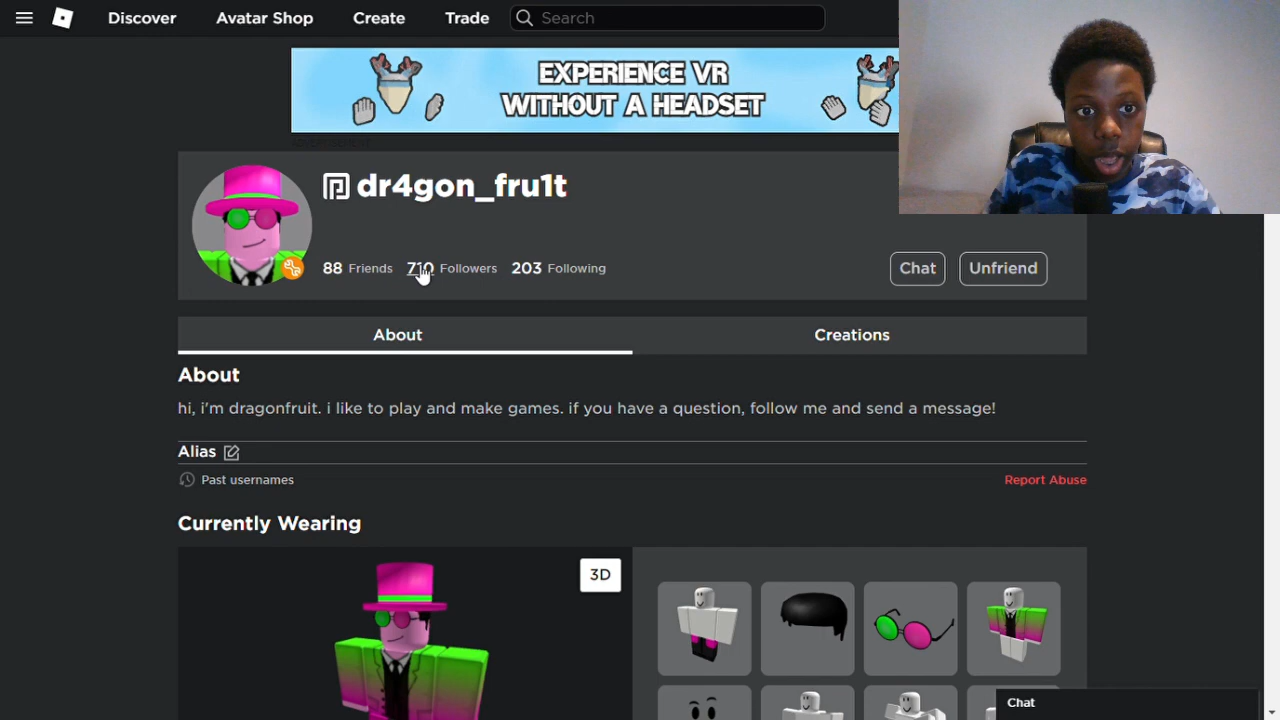 Discover Avatar Shop Create Trade Search
EXPERIENCE VR
WITHOUT A HEADSET
ADVERTISEMENT
dr4gon_fru1t
88 Friends 710 Followers 203 Following Chat Unfriend
About Creations
About
hi, i'm dragonfruit. i like to play and make games. if you have a question, follow me and send a message!
Alias
Past usernames Report Abuse
Currently Wearing
3D
Chat